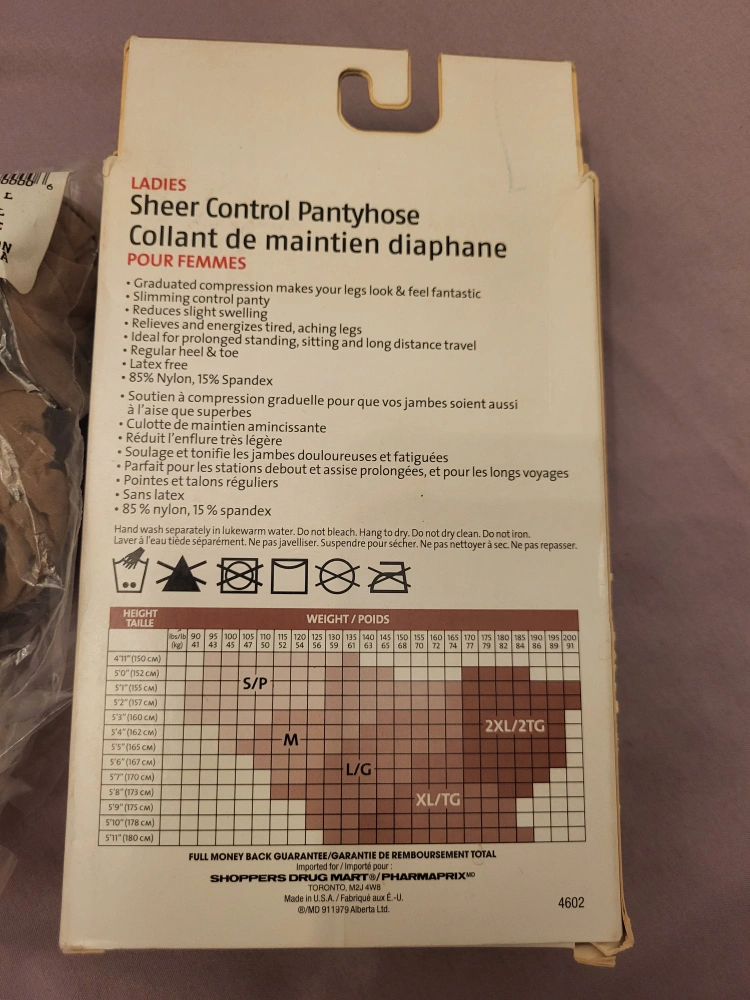 LADIES
Sheer Control Pantyhose
Collant de maintien diaphane
POUR FEMMES
• Graduated compression makes your legs look & feel fantastic
• Slimming control panty
• Reduces slight swelling
• Relieves and energizes tired, aching legs
• Ideal for prolonged standing, sitting and long distance travel
• Regular heel & toe
• Latex free
• 85% Nylon, 15% Spandex
• Soutien à compression graduelle pour que vos jambes soient aussi
à l'aise que superbes
• Culotte de maintien amincissante
• Réduit l'enflure très légère
• Soulage et tonifie les jambes douloureuses et fatiguées
• Parfait pour les stations debout et assise prolongées, et pour les longs voyages
• Pointes et talons réguliers
• Sans latex
• 85 % nylon, 15 % spandex
Hand wash separately in lukewarm water. Do not bleach. Hang to dry. Do not dry clean. Do not iron.
Laver à l'eau tiède séparément. Ne pas javelliser. Suspendre pour sécher. Ne pas nettoyer à sec. Ne pas repasser.
HEIGHT
TAILLE
WEIGHT / POIDS
lbs/lb 90 95 100 105 110 115 120 125 130 135 140 145 150 155 160 165 170 175 180 185 190 195 200
(kg) 41 43 45 47 50 52 54 56 59 61 63 65 68 70 72 74 77 79 82 84 86 89 91
4'11" (150 CM)
5'0" (152 CM)
5'1" (155 CM)
S/P
5'2" (157 CM)
5'3" (160 CM)
2XL/2TG
5'4" (162 CM)
M
5'5" (165 CM)
5'6" (167 CM)
L/G
5'7" (170 CM)
5'8" (173 CM)
XL/TG
5'9" (175 CM)
5'10" (178 CM)
5'11" (180 CM)
FULL MONEY BACK GUARANTEE/GARANTIE DE REMBOURSEMENT TOTAL
Imported for / Importé pour :
SHOPPERS DRUG MART®/PHARMAPRIX MD
TORONTO, M2J 4W8
Made in U.S.A. / Fabriqué aux É.-U.
®/MD 911979 Alberta Ltd.
4602